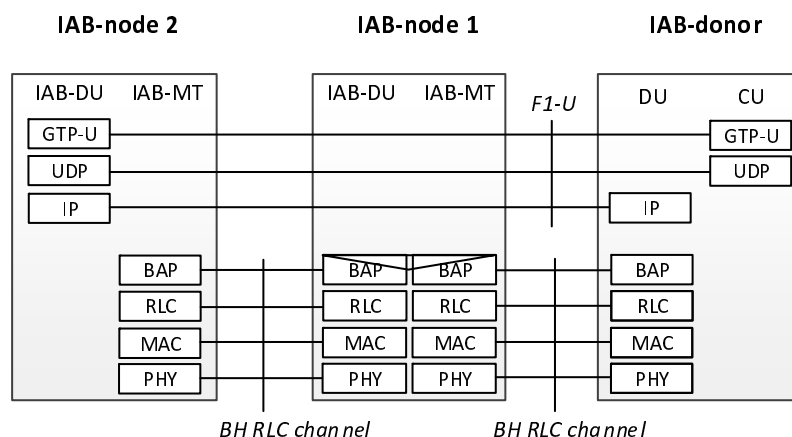 IAB-node 2 IAB-node 1 IAB-donor
IAB-DU IAB-MT IAB-DU IAB-MT F1-U DU CU
GTP-U GTP-U
UDP UDP
IP IP
BAP BAP BAP BAP
RLC RLC RLC RLC
MAC MAC MAC MAC
PHY PHY PHY PHY
BH RLC channel BH RLC channel